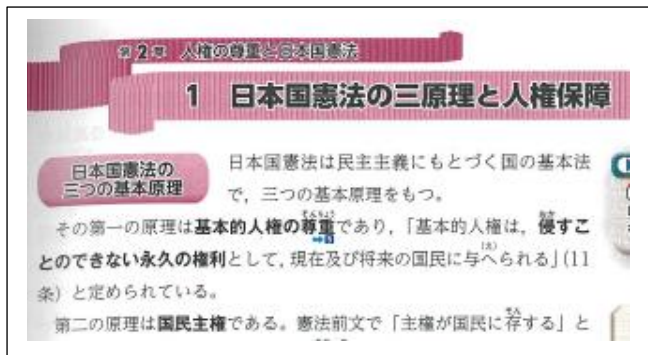 第2章 人権の尊重と日本国憲法
1 日本国憲法の三原理と人権保障
日本国憲法の
三つの基本原理
日本国憲法は民主主義にもとづく国の基本法
で，三つの基本原理をもつ。
その第一の原理は基本的人権の尊重であり，「基本的人権は，侵すこ
とのできない永久の権利として，現在及び将来の国民に与へられる」(11
条) と定められている。
第二の原理は国民主権である。憲法前文で「主権が国民に存する」と